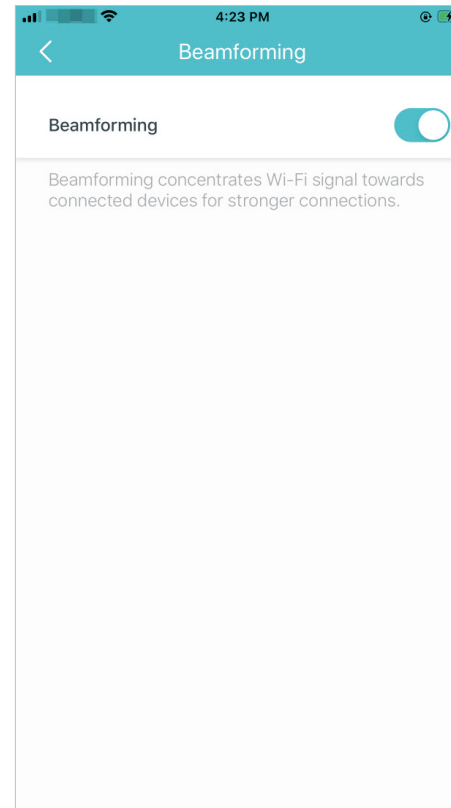 4:23 PM
Beamforming
Beamforming
Beamforming concentrates Wi-Fi signal towards
connected devices for stronger connections.